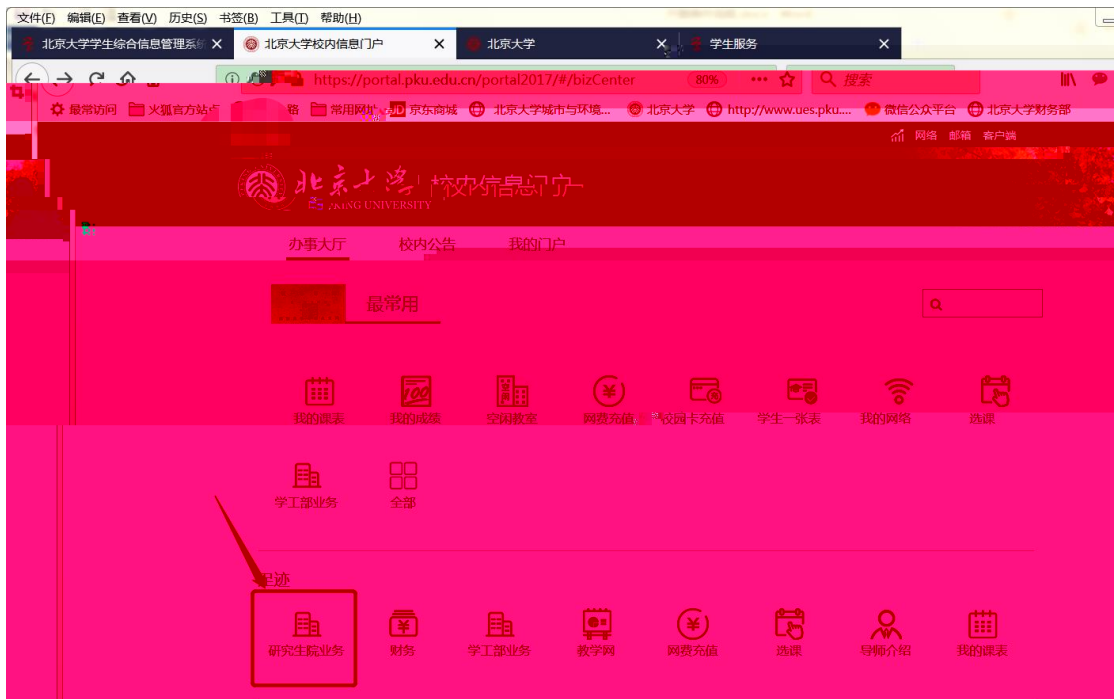 文件(F) 编辑(E) 查看(V) 历史(S) 书签(B) 工具(T) 帮助(H)
北京大学学生综合信息管理系统 北京大学校内信息门户 北京大学 学生服务
https://portal.pku.edu.cn/portal2017/#/bizCenter 80% 搜索
最常访问 火狐官方站点 常用网址 京东商城 北京大学城市与环境... 北京大学 http://www.ues.pku.... 微信公众平台 北京大学财务部
网络 邮箱 客户端
北京大学 校内信息门户
UNIVERSITY
办事大厅 校内公告 我的门户
最常用
我的课表 我的成绩 空闲教室 网费充值 校园卡充值 学生一张表 我的网络 选课
学工部业务 全部
足迹
研究生院业务 财务 学工部业务 教学网 网费充值 选课 导师介绍 我的课表